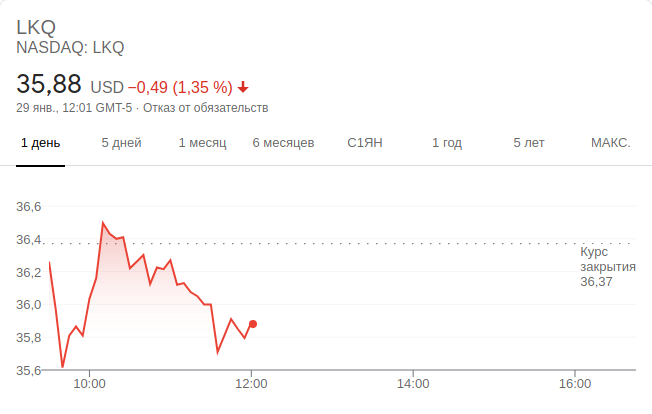 LKQ
NASDAQ: LKQ
35,88 USD −0,49 (1,35 %)
29 янв., 12:01 GMT-5 · Отказ от обязательств
1 день 5 дней 1 месяц 6 месяцев С1ЯН 1 год 5 лет МАКС.
36,6
36,4
36,2
36,0
35,8
35,6
Курс
закрытия
36,37
10:00 12:00 14:00 16:00